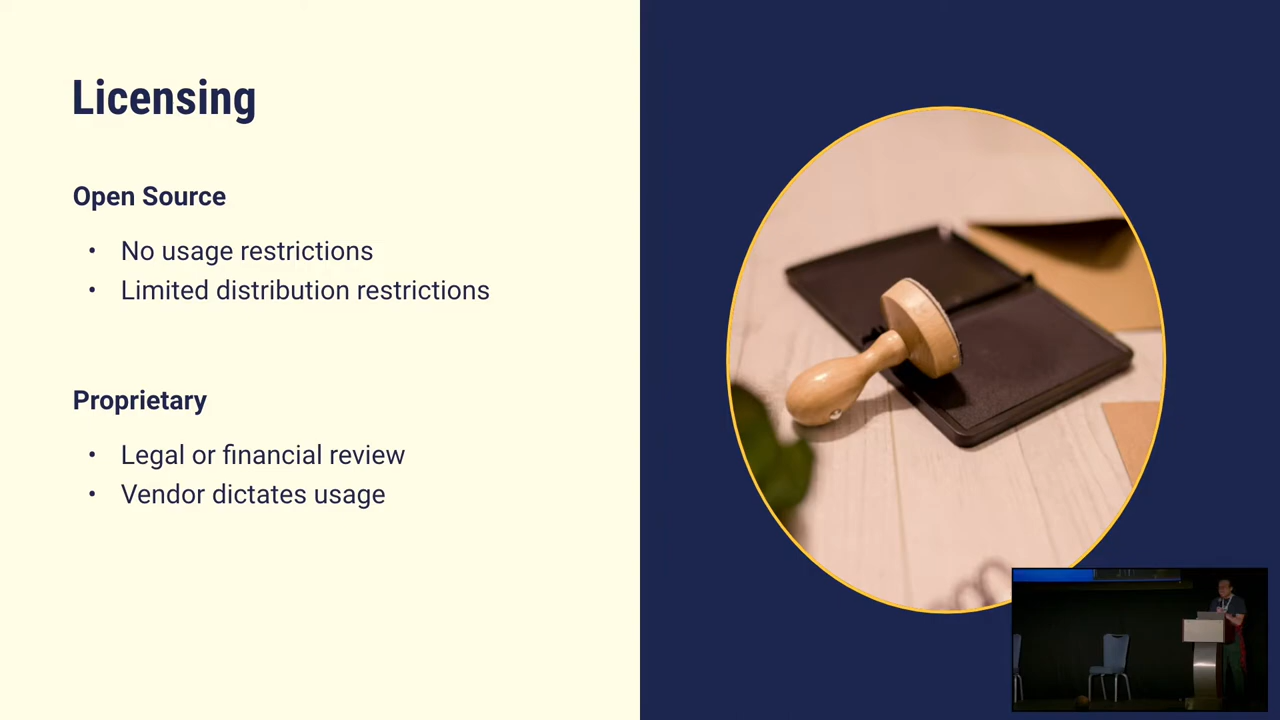 Licensing
Open Source
• No usage restrictions
• Limited distribution restrictions
Proprietary
• Legal or financial review
• Vendor dictates usage